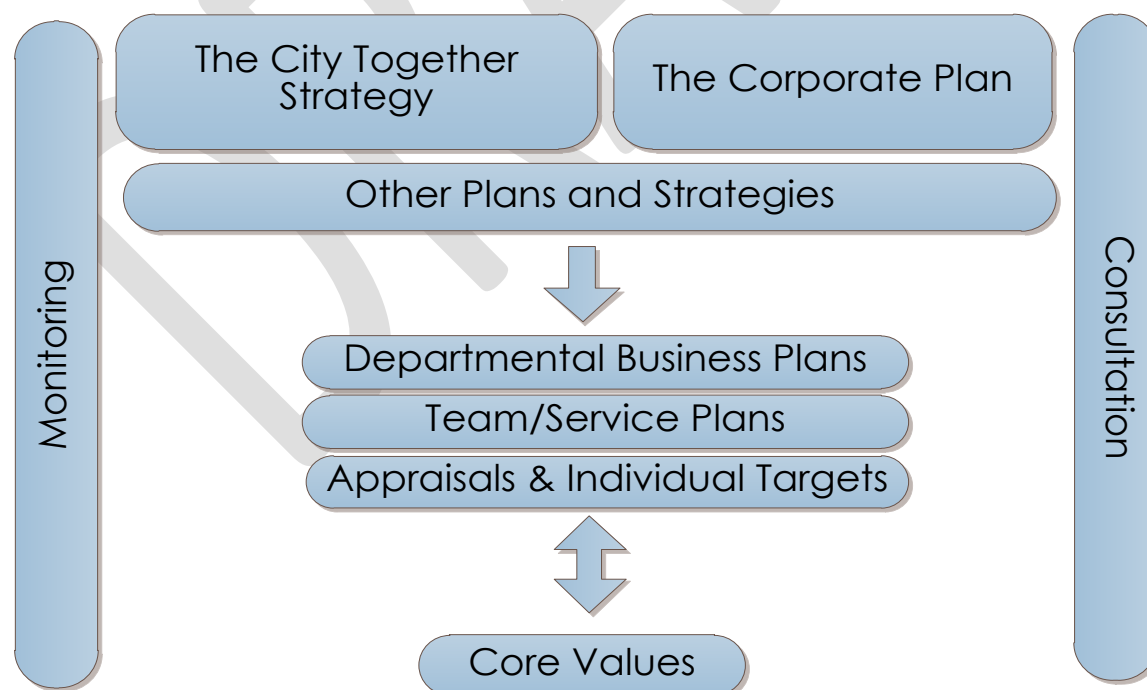 The City Together
Strategy
The Corporate Plan
Other Plans and Strategies
Monitoring
Consultation
Departmental Business Plans
Team/Service Plans
Appraisals & Individual Targets
Core Values